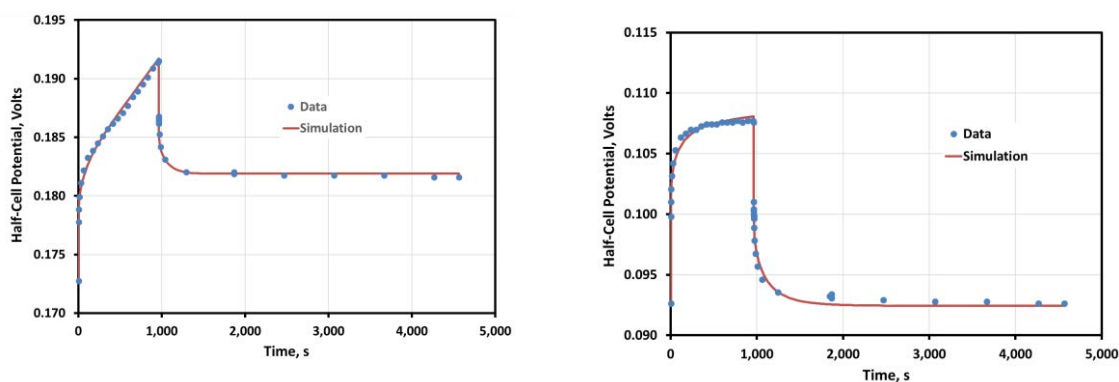 0.195
0.190
0.185
0.180
0.175
0.170
Half-Cell Potential, Volts
Data
Simulation
0 1,000 2,000 3,000 4,000 5,000
Time, s
0.115
0.110
0.105
0.100
0.095
0.090
Half-Cell Potential, Volts
Data
Simulation
0 1,000 2,000 3,000 4,000 5,000
Time, s